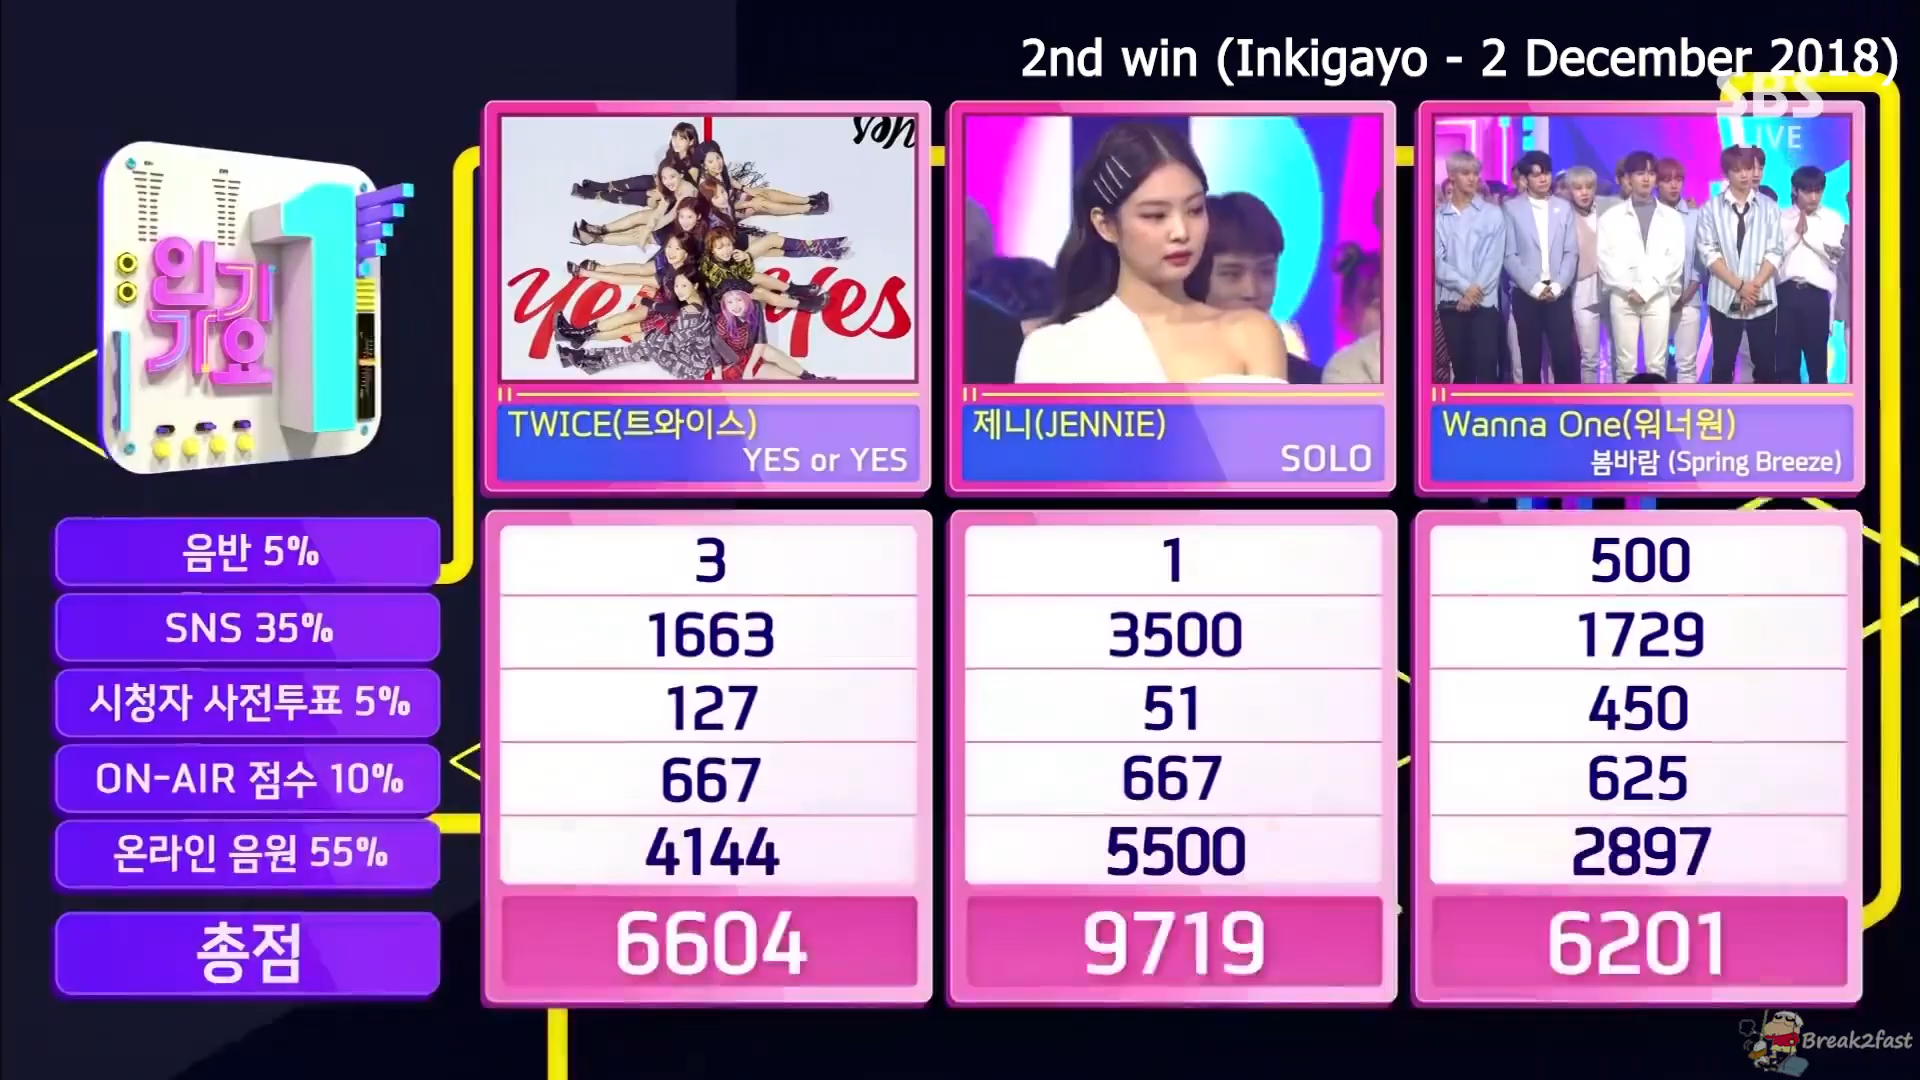 2nd win (Inkigayo - 2 December 2018)
SBS
LIVE
인기가요
1
Yes
Yes Yes
TWICE(트와이스)
YES or YES
제니(JENNIE)
SOLO
Wanna One(워너원)
봄바람 (Spring Breeze)
음반 5% 3 1 500
SNS 35% 1663 3500 1729
시청자 사전투표 5% 127 51 450
ON-AIR 점수 10% 667 667 625
온라인 음원 55% 4144 5500 2897
총점 6604 9719 6201
Break2fast